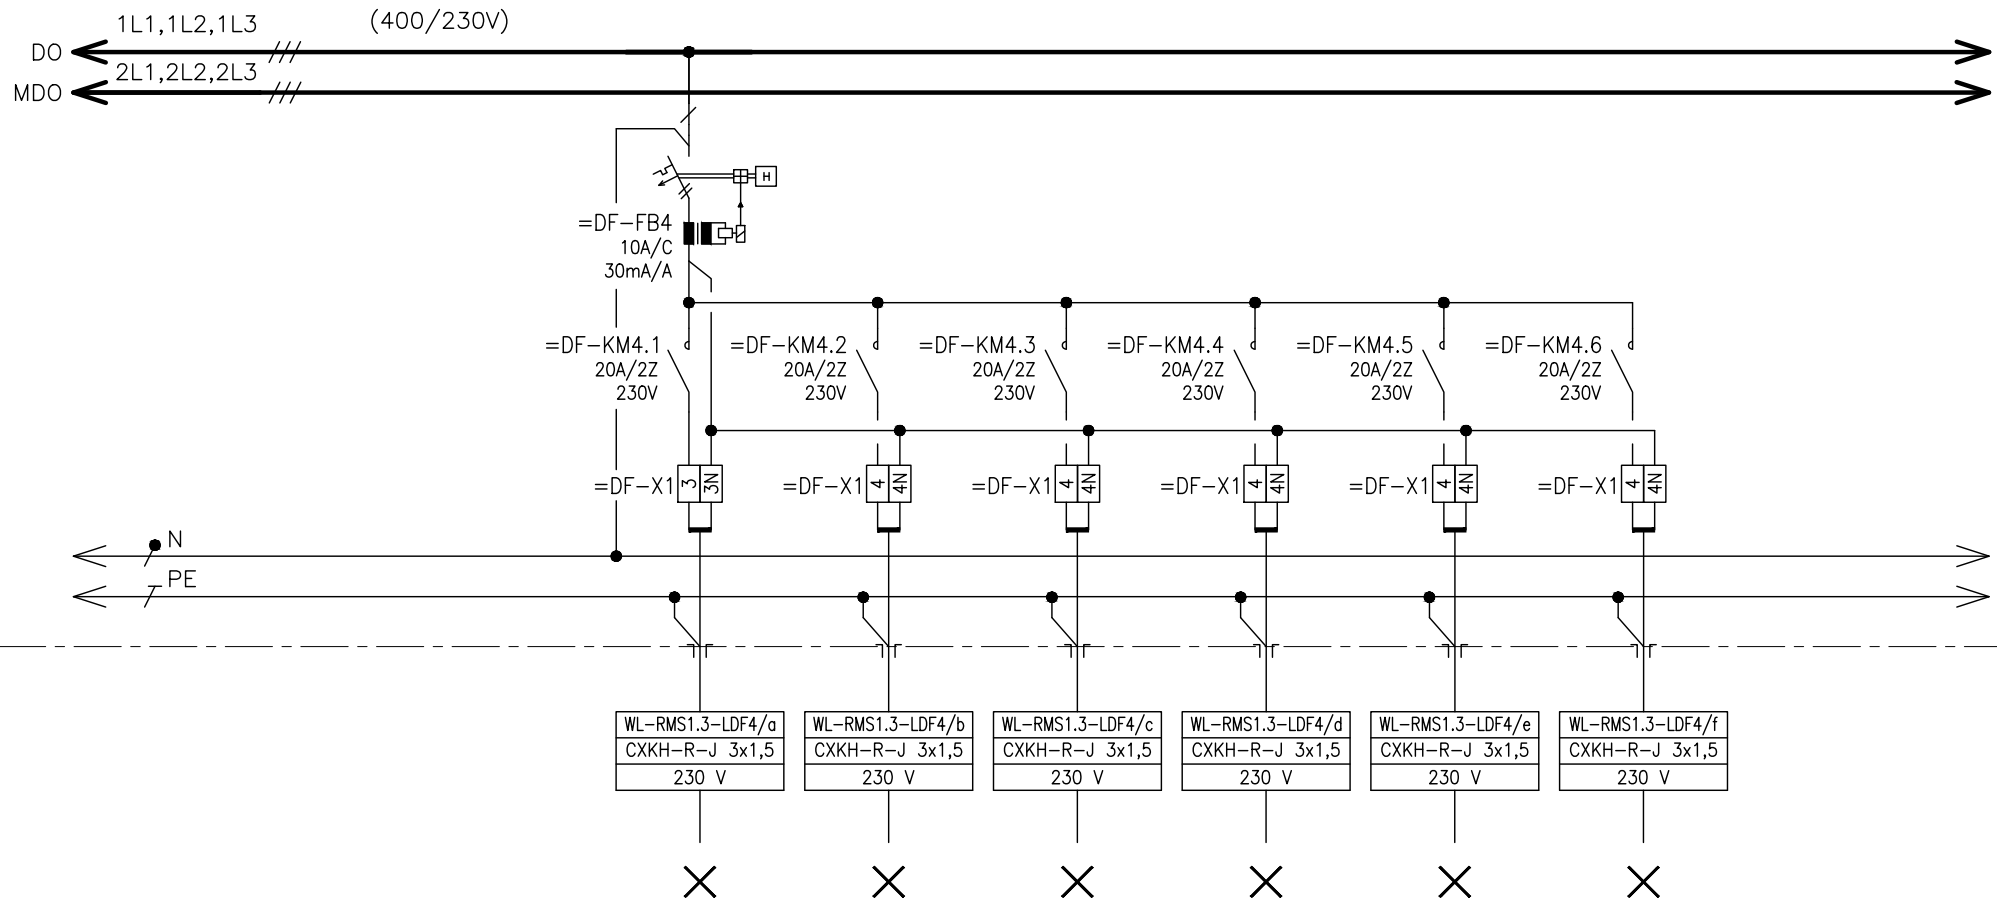 1L1,1L2,1L3
(400/230V)
DO
2L1,2L2,2L3
MDO
H
=DF-FB4
10A/C
30mA/A
=DF-KM4.1
20A/2Z
230V
=DF-KM4.2
20A/2Z
230V
=DF-KM4.3
20A/2Z
230V
=DF-KM4.4
20A/2Z
230V
=DF-KM4.5
20A/2Z
230V
=DF-KM4.6
20A/2Z
230V
=DF-X1 3 3N
=DF-X1 4 4N
=DF-X1 4 4N
=DF-X1 4 4N
=DF-X1 4 4N
=DF-X1 4 4N
N
PE
WL-RMS1.3-LDF4/a
CXKH-R-J 3x1,5
230 V
WL-RMS1.3-LDF4/b
CXKH-R-J 3x1,5
230 V
WL-RMS1.3-LDF4/c
CXKH-R-J 3x1,5
230 V
WL-RMS1.3-LDF4/d
CXKH-R-J 3x1,5
230 V
WL-RMS1.3-LDF4/e
CXKH-R-J 3x1,5
230 V
WL-RMS1.3-LDF4/f
CXKH-R-J 3x1,5
230 V